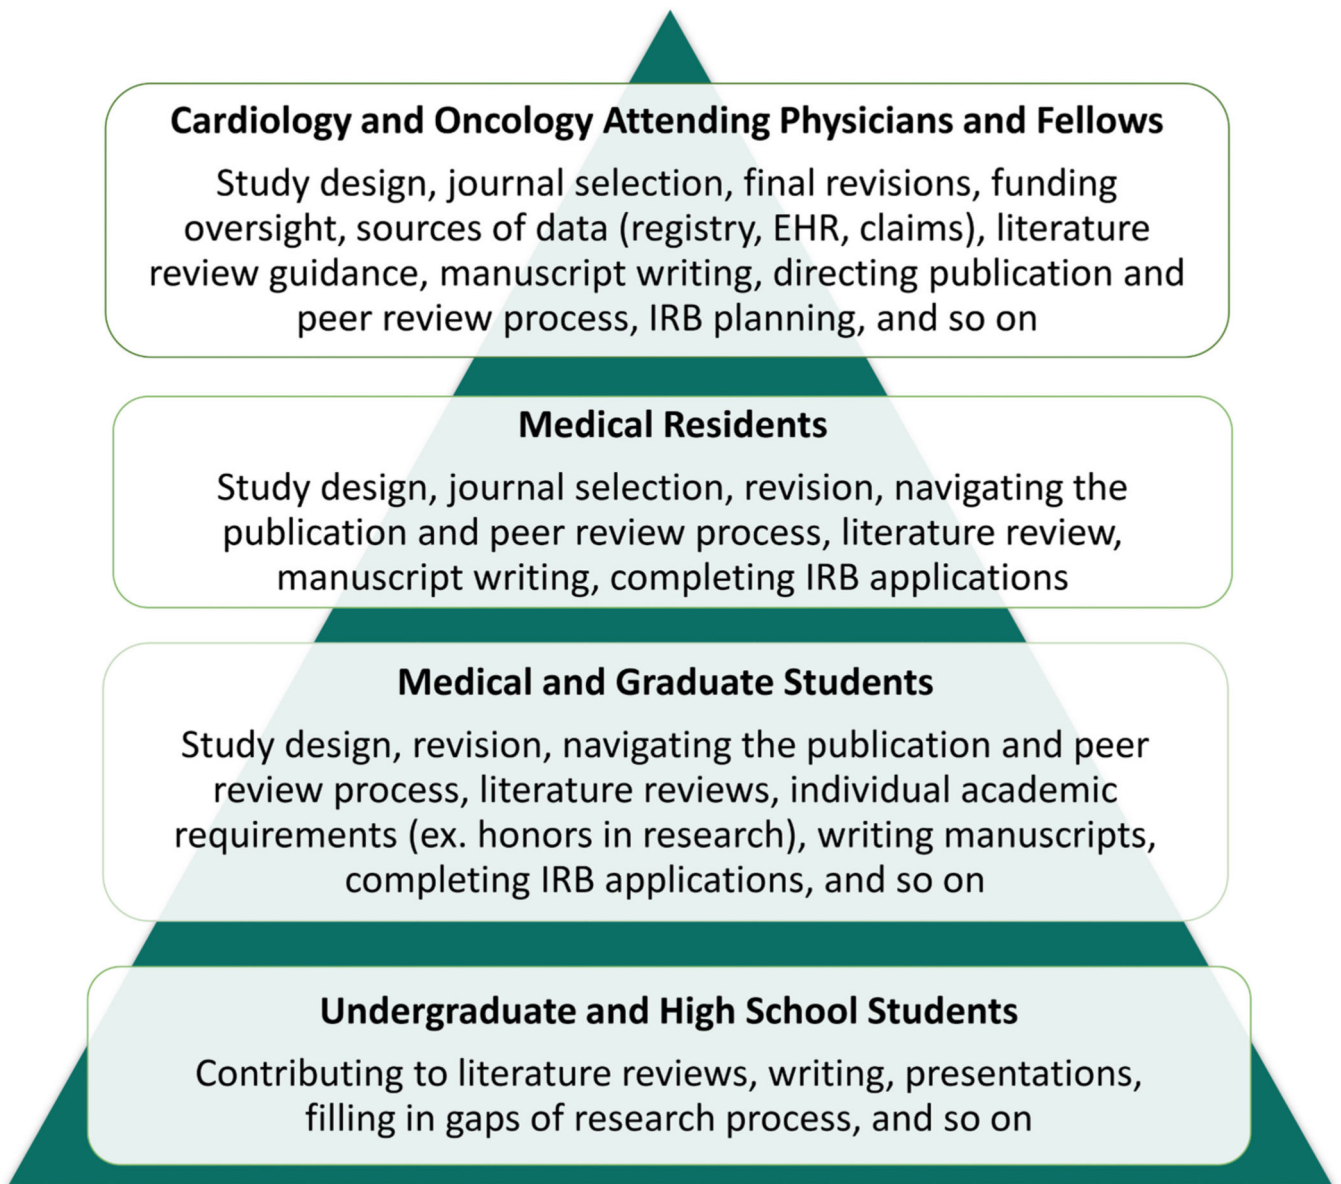 Cardiology and Oncology Attending Physicians and Fellows
Study design, journal selection, final revisions, funding
oversight, sources of data (registry, EHR, claims), literature
review guidance, manuscript writing, directing publication and
peer review process, IRB planning, and so on
Medical Residents
Study design, journal selection, revision, navigating the
publication and peer review process, literature review,
manuscript writing, completing IRB applications
Medical and Graduate Students
Study design, revision, navigating the publication and peer
review process, literature reviews, individual academic
requirements (ex. honors in research), writing manuscripts,
completing IRB applications, and so on
Undergraduate and High School Students
Contributing to literature reviews, writing, presentations,
filling in gaps of research process, and so on